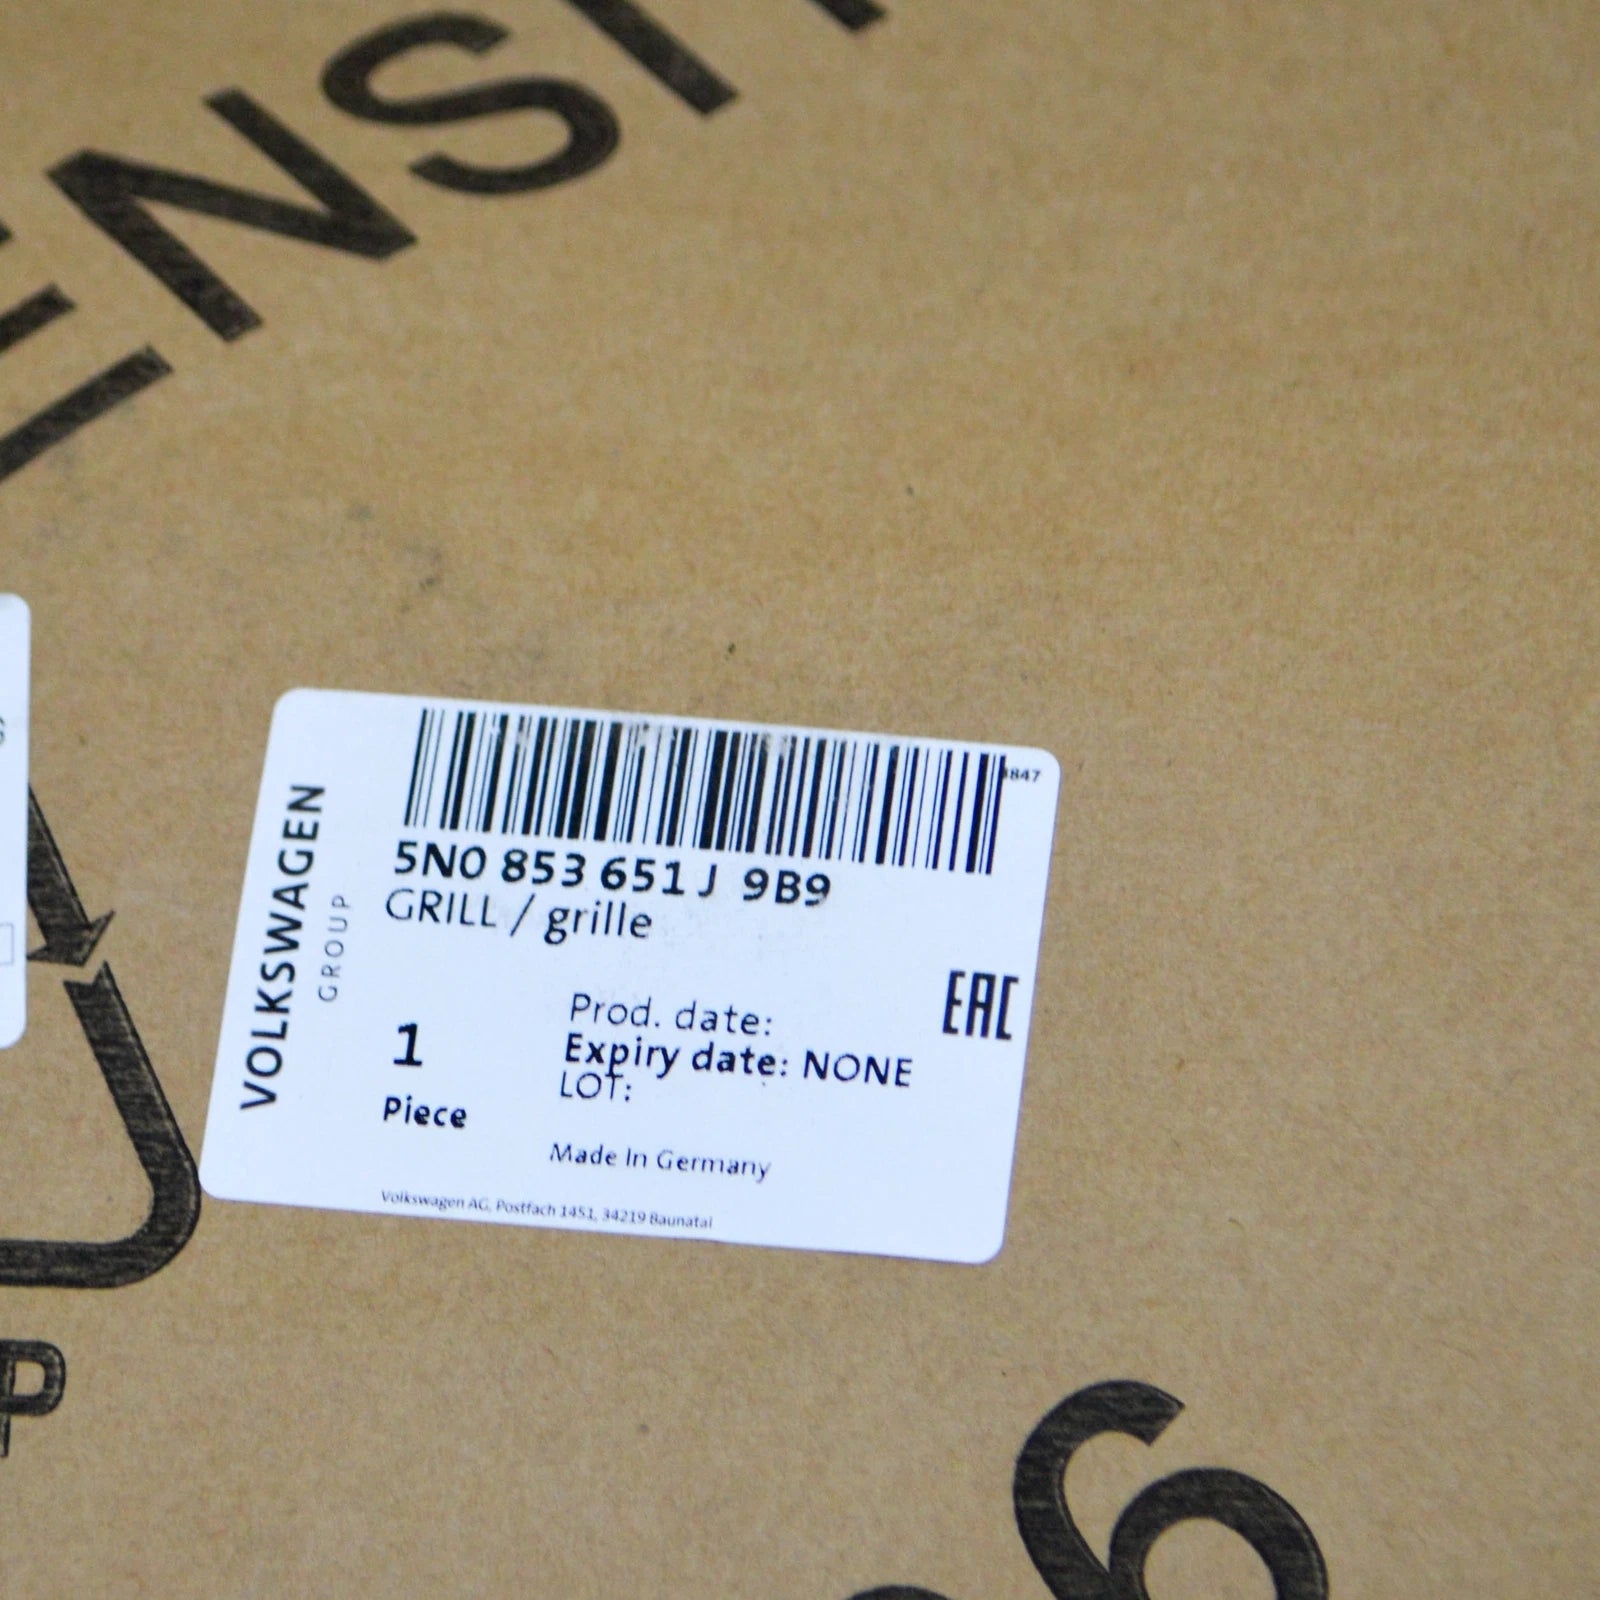 ENSI
VOLKSWAGEN
GROUP
5N0 853 651 J 9B9
GRILL / grille
1
Piece
Prod. date:
Expiry date: NONE
LOT:
EAC
Made In Germany
Volkswagen AG, Postfach 1451, 34219 Baunatal
P
6